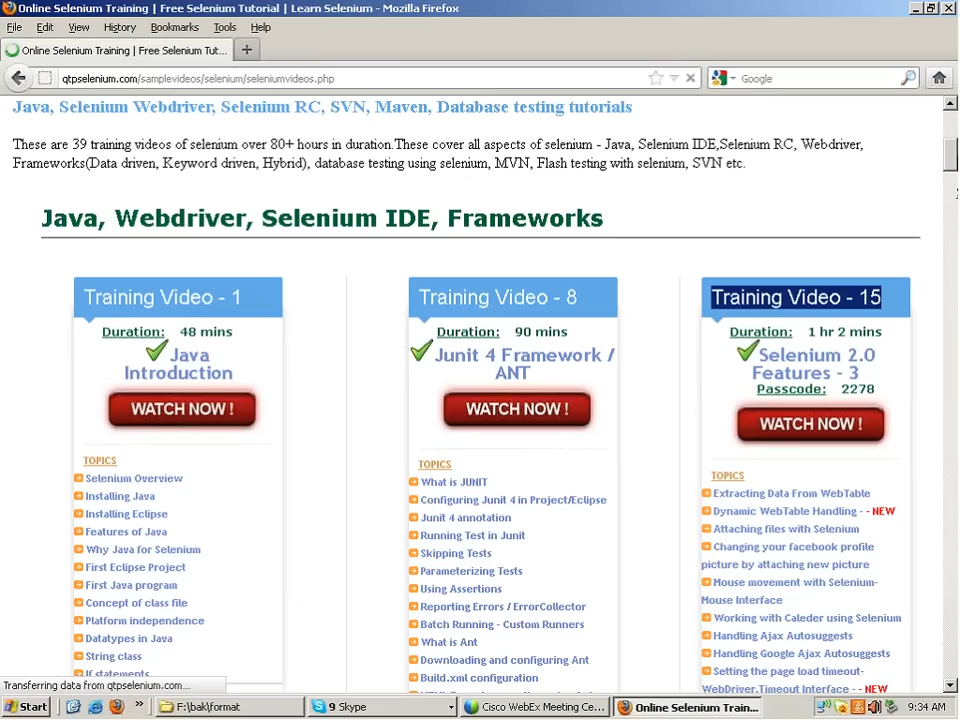 Online Selenium Training | Free Selenium Tutorial | Learn Selenium - Mozilla Firefox
File Edit View History Bookmarks Tools Help
Online Selenium Training | Free Selenium Tut...
qtpselenium.com/samplevideos/selenium/seleniumvideos.php
Google
Java, Selenium Webdriver, Selenium RC, SVN, Maven, Database testing tutorials
These are 39 training videos of selenium over 80+ hours in duration.These cover all aspects of selenium - Java, Selenium IDE,Selenium RC, Webdriver,
Frameworks(Data driven, Keyword driven, Hybrid), database testing using selenium, MVN, Flash testing with selenium, SVN etc.
Java, Webdriver, Selenium IDE, Frameworks
Training Video - 1
Duration: 48 mins
Java
Introduction
WATCH NOW !
TOPICS
Selenium Overview
Installing Java
Installing Eclipse
Features of Java
Why Java for Selenium
First Eclipse Project
First Java program
Concept of class file
Platform independence
Datatypes in Java
String class
If statements
Training Video - 8
Duration: 90 mins
Junit 4 Framework /
ANT
WATCH NOW !
TOPICS
What is JUNIT
Configuring Junit 4 in Project/Eclipse
Junit 4 annotation
Running Test in Junit
Skipping Tests
Parameterizing Tests
Using Assertions
Reporting Errors / ErrorCollector
Batch Running - Custom Runners
What is Ant
Downloading and configuring Ant
Build.xml configuration
Training Video - 15
Duration: 1 hr 2 mins
Selenium 2.0
Features - 3
Passcode: 2278
WATCH NOW !
TOPICS
Extracting Data From WebTable
Dynamic WebTable Handling - - NEW
Attaching files with Selenium
Changing your facebook profile
picture by attaching new picture
Mouse movement with Selenium-
Mouse Interface
Working with Caleder using Selenium
Handling Ajax Autosuggests
Handling Google Ajax Autosuggests
Setting the page load timeout-
WebDriver.Timeout Interface - - NEW
Transferring data from qtpselenium.com...
Start
F:\bak\format
9 Skype
Cisco WebEx Meeting Ce...
Online Selenium Train...
9:34 AM